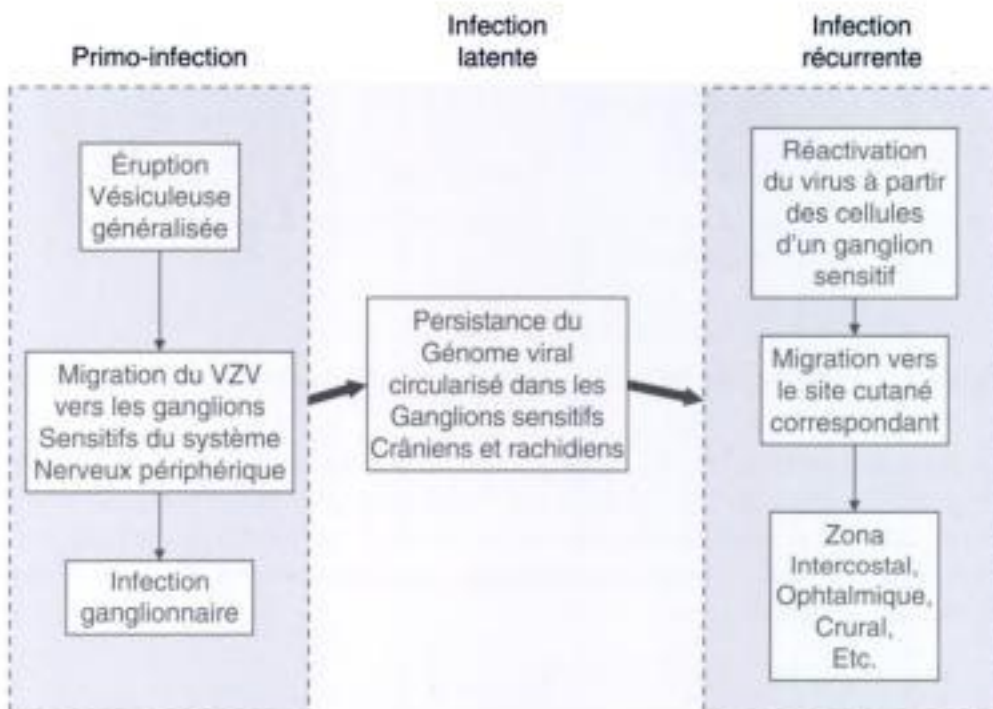 Primo-infection
Éruption
Vésiculeuse
généralisée
Migration du VZV
vers les ganglions
Sensitifs du système
Nerveux périphérique
Infection
ganglionnaire
Infection
latente
Persistance du
Génome viral
circularisé dans les
Ganglions sensitifs
Crâniens et rachidiens
Infection
récurrente
Réactivation
du virus à partir
des cellules
d'un ganglion
sensitif
Migration vers
le site cutané
correspondant
Zona
Intercostal,
Ophtalmique,
Crural,
Etc.